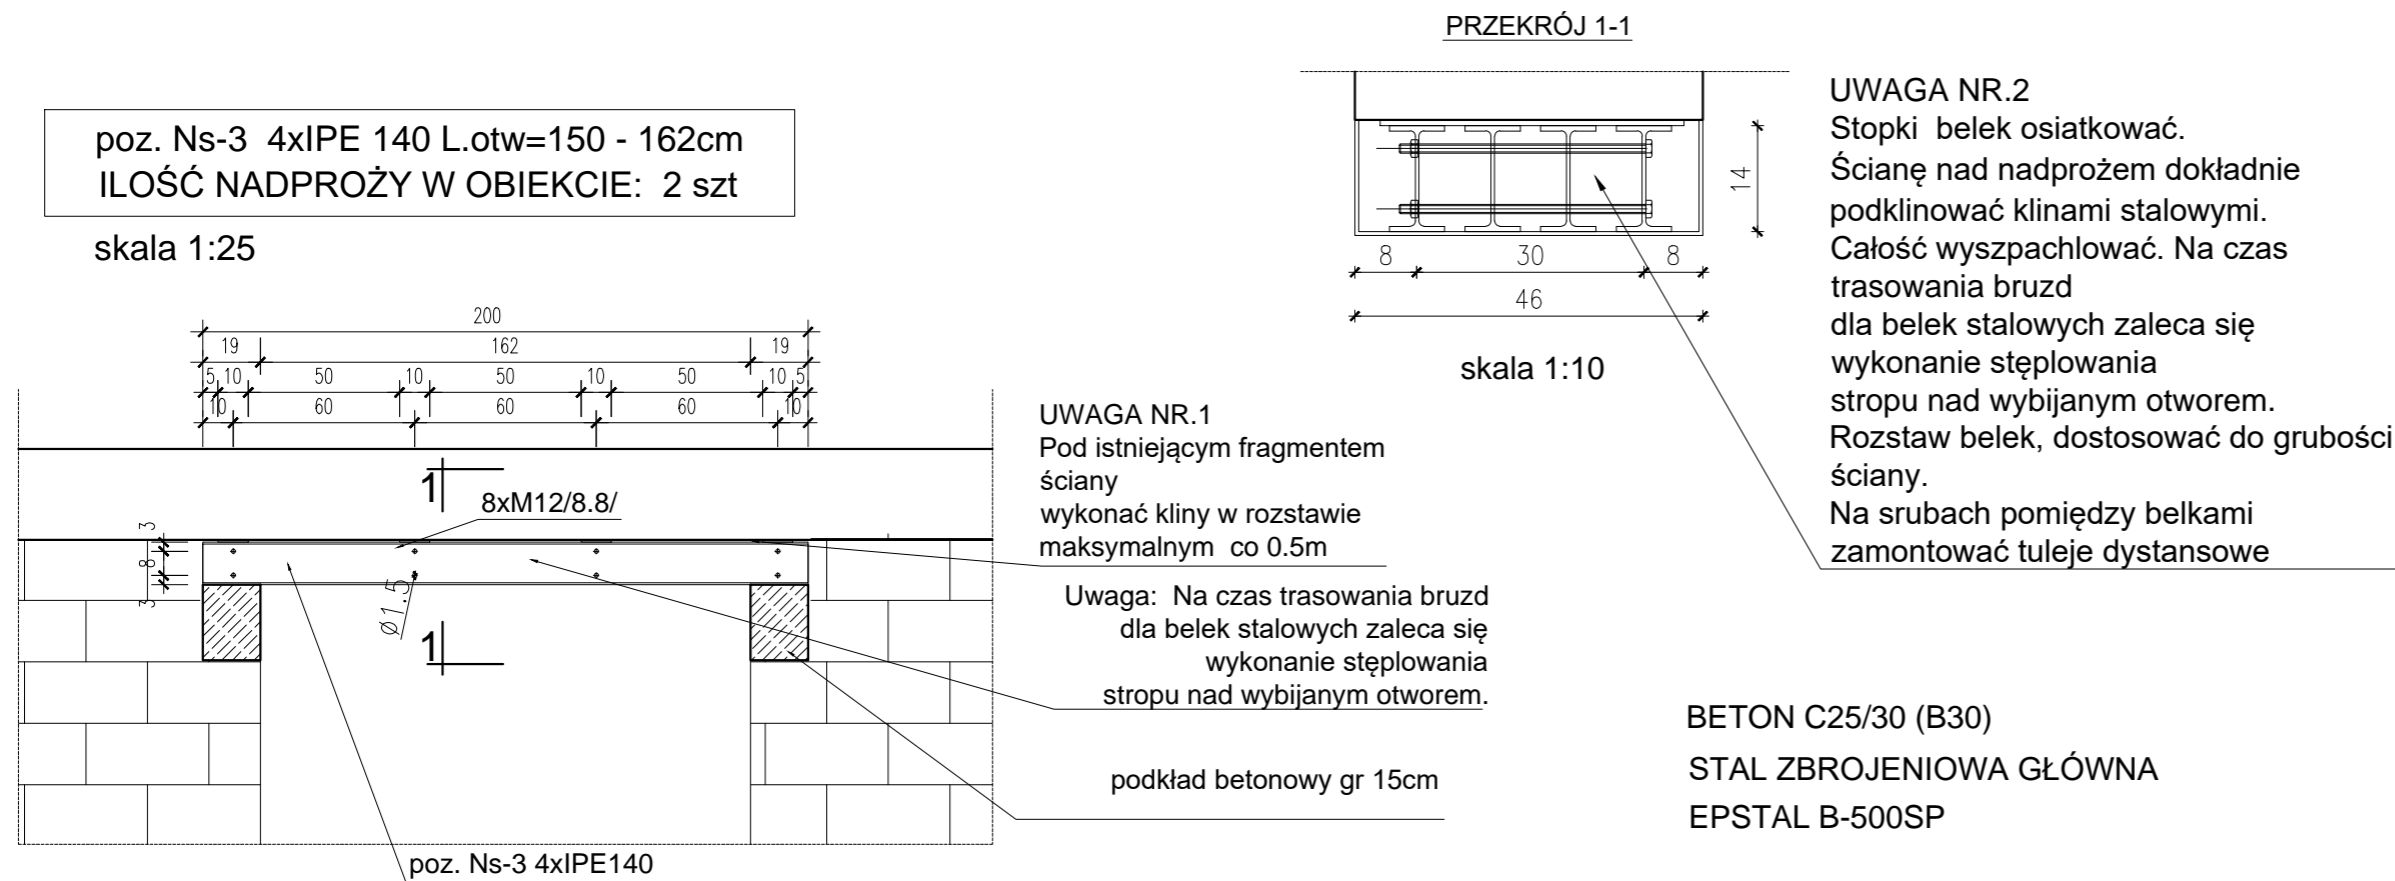 PRZEKRÓJ 1-1
poz. Ns-3 4xIPE 140 L.otw=150 - 162cm
ILOŚĆ NADPROŻY W OBIEKCIE: 2 szt
skala 1:25
200
19 162 19
5 10 50 10 50 10 50 10 5
10 60 60 60 10
1
8xM12/8.8/
3
8
3
ø1.5
1
poz. Ns-3 4xIPE140
14
8 30 8
46
skala 1:10
UWAGA NR.1
Pod istniejącym fragmentem
ściany
wykonać kliny w rozstawie
maksymalnym co 0.5m
Uwaga: Na czas trasowania bruzd
dla belek stalowych zaleca się
wykonanie stęplowania
stropu nad wybijanym otworem.
podkład betonowy gr 15cm
UWAGA NR.2
Stopki belek osiatkować.
Ścianę nad nadprożem dokładnie
podklinować klinami stalowymi.
Całość wyszpachlować. Na czas
trasowania bruzd
dla belek stalowych zaleca się
wykonanie stęplowania
stropu nad wybijanym otworem.
Rozstaw belek, dostosować do grubości
ściany.
Na srubach pomiędzy belkami
zamontować tuleje dystansowe
BETON C25/30 (B30)
STAL ZBROJENIOWA GŁÓWNA
EPSTAL B-500SP